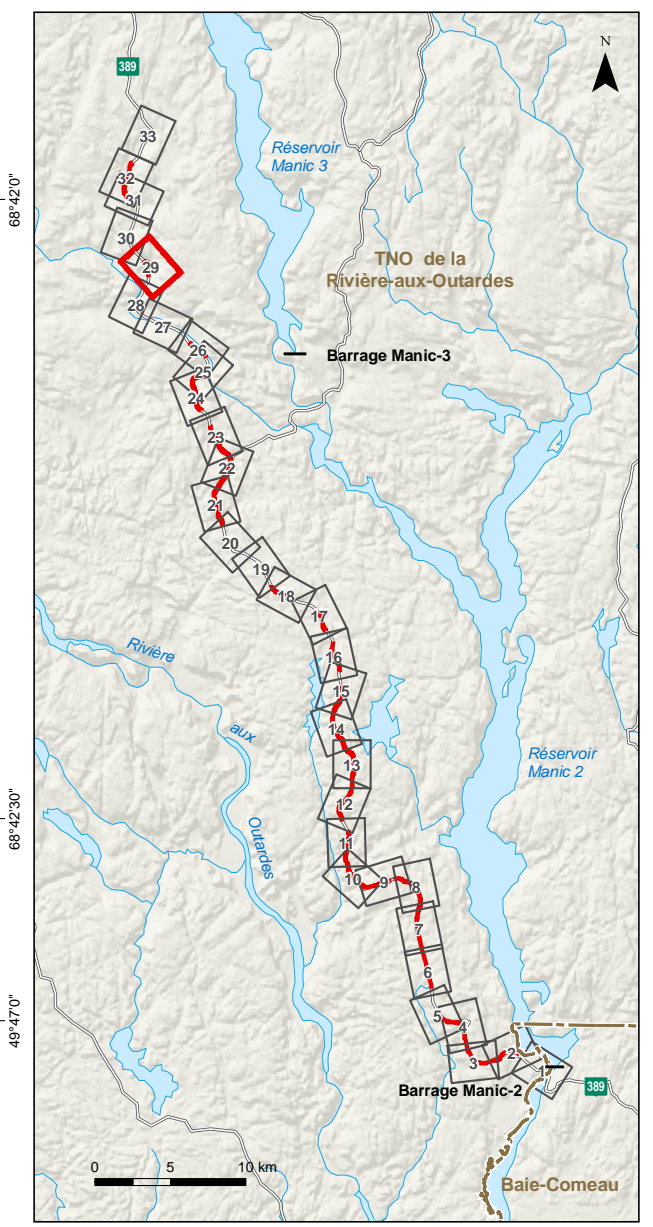 N
389
33
Réservoir
Manic 3
32
31
68°42'0"
30
TNO de la
Rivière-aux-Outardes
29
28
27
26
Barrage Manic-3
25
24
23
22
21
20
19
18
17
Rivière
16
15
aux
14
Réservoir
Manic 2
13
12
68°42'30"
Outardes
11
10
9
8
7
6
5
4
49°47'0"
3
2
1
Barrage Manic-2
389
0
5
10 km
Baie-Comeau